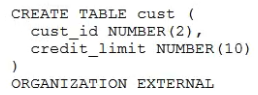 CREATE TABLE cust (
  cust_id NUMBER(2),
  credit_limit NUMBER(10)
)
ORGANIZATION EXTERNAL